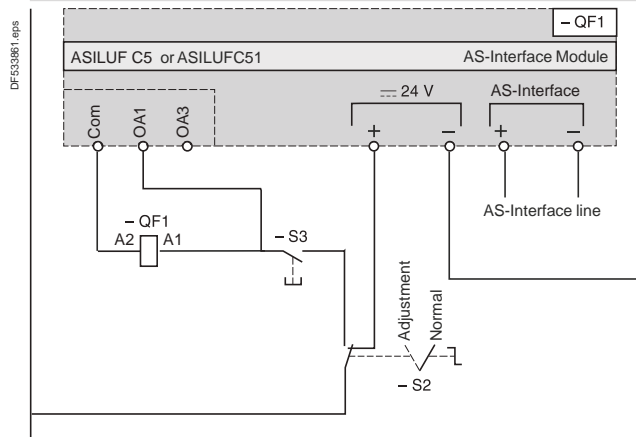 DF533861.eps
– QF1
ASILUF C5 or ASILUFC51 AS-Interface Module
24 V AS-Interface
Com OA1 OA3 + – + –
AS-Interface line
– QF1
A2 A1
– S3
Adjustment
Normal
– S2